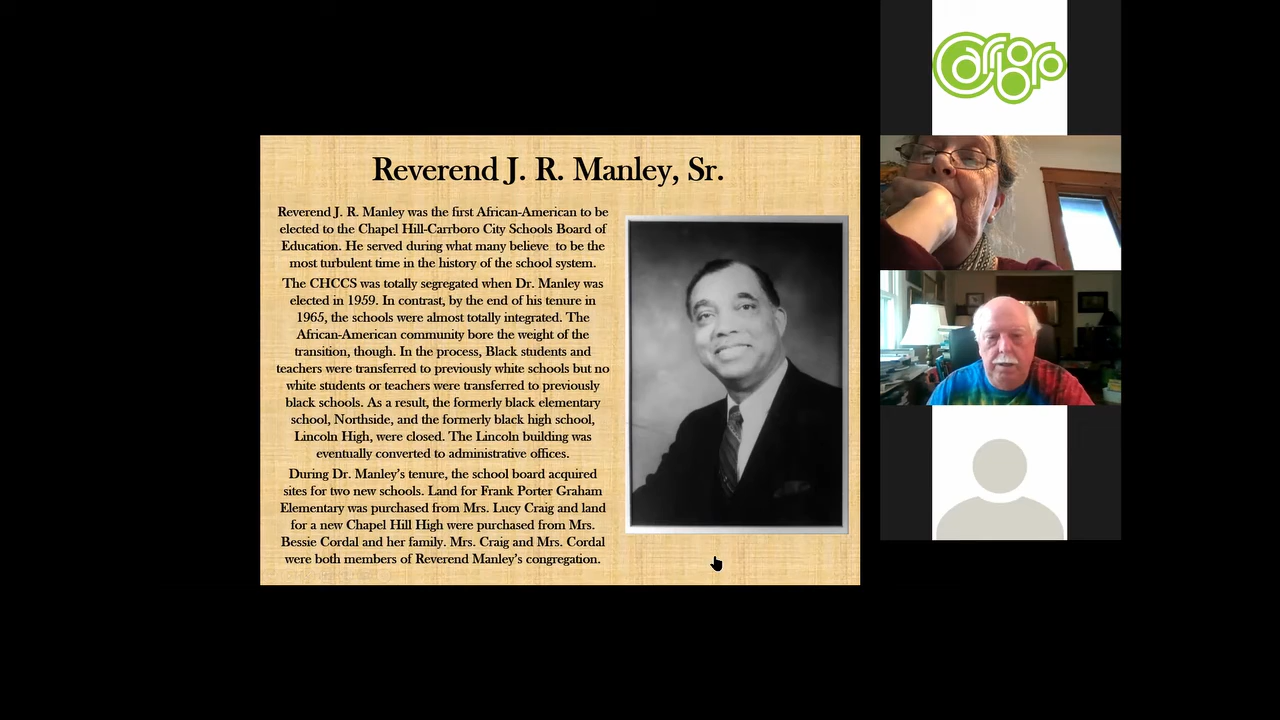 Reverend J. R. Manley, Sr.
Reverend J. R. Manley was the first African-American to be
elected to the Chapel Hill-Carrboro City Schools Board of
Education. He served during what many believe  to be the
most turbulent time in the history of the school system.
The CHCCS was totally segregated when Dr. Manley was
elected in 1959. In contrast, by the end of his tenure in
1965, the schools were almost totally integrated. The
African-American community bore the weight of the
transition, though. In the process, Black students and
teachers were transferred to previously white schools but no
white students or teachers were transferred to previously
black schools. As a result, the formerly black elementary
school, Northside, and the formerly black high school,
Lincoln High, were closed. The Lincoln building was
eventually converted to administrative offices.
During Dr. Manley's tenure, the school board acquired
sites for two new schools. Land for Frank Porter Graham
Elementary was purchased from Mrs. Lucy Craig and land
for a new Chapel Hill High were purchased from Mrs.
Bessie Cordal and her family. Mrs. Craig and Mrs. Cordal
were both members of Reverend Manley's congregation.
Carrboro